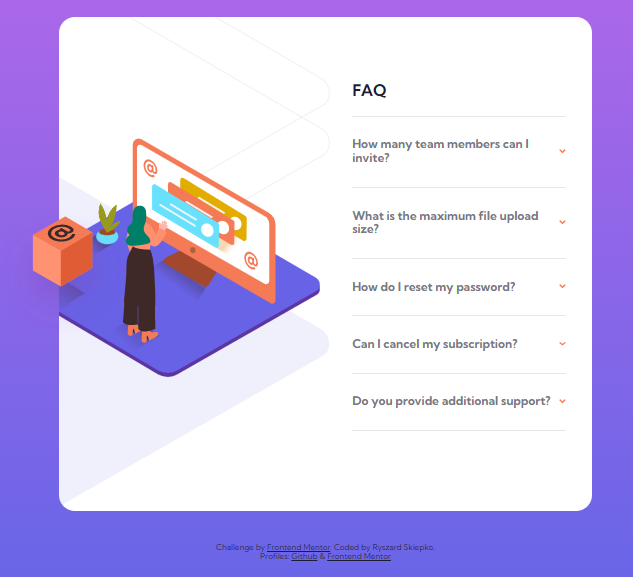 FAQ
How many team members can I
invite?
What is the maximum file upload
size?
How do I reset my password?
Can I cancel my subscription?
Do you provide additional support?
Challenge by Frontend Mentor. Coded by Ryszard Skiepko.
Profiles: Github & Frontend Mentor